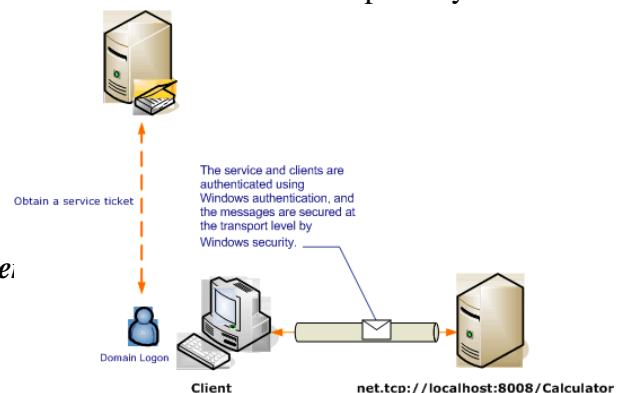 Obtain a service ticket
The service and clients are
authenticated using
Windows authentication, and
the messages are secured at
the transport level by
Windows security.
Domain Logon
Client
net.tcp://localhost:8008/Calculator